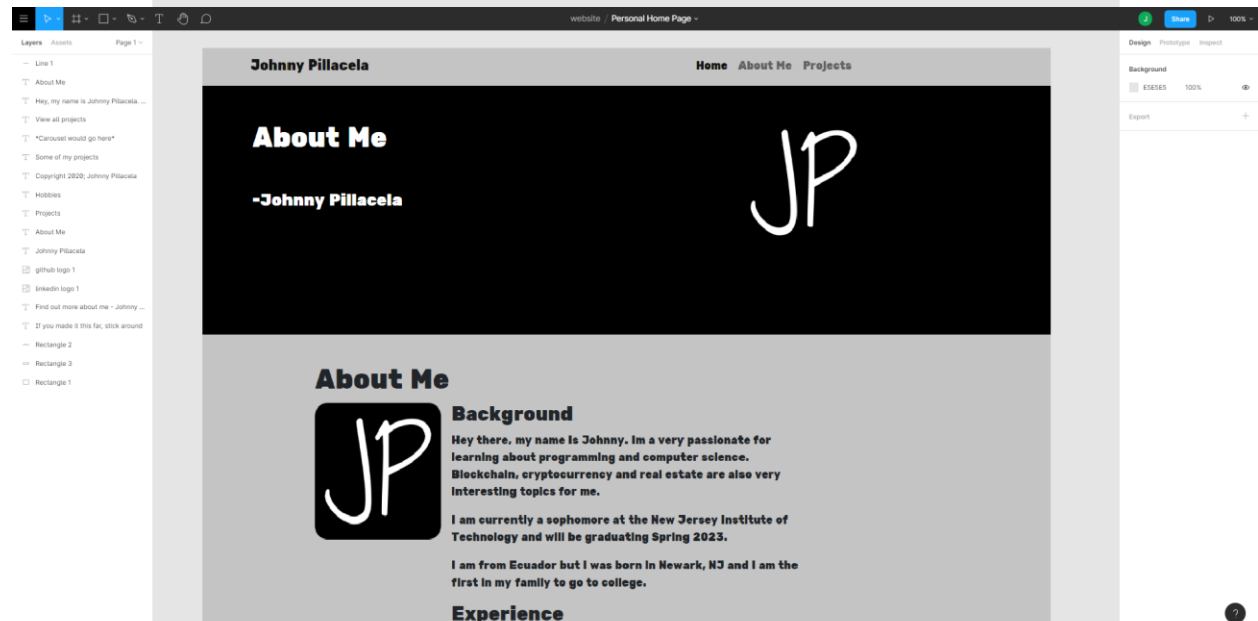 website / Personal Home Page
J
Share
100%
Layers Assets Page 1
Line 1
About Me
Hey, my name is Johnny Pillacela. ...
View all projects
*Carousel would go here*
Some of my projects
Copyright 2020; Johnny Pillacela
Hobbies
Projects
About Me
Johnny Pillacela
github logo 1
linkedin logo 1
Find out more about me - Johnny ...
If you made it this far, stick around
Rectangle 2
Rectangle 3
Rectangle 1
Johnny Pillacela
Home About Me Projects
About Me
-Johnny Pillacela
JP
About Me
JP
Background
Hey there, my name is Johnny. Im a very passionate for
learning about programming and computer science.
Blockchain, cryptocurrency and real estate are also very
interesting topics for me.
I am currently a sophomore at the New Jersey Institute of
Technology and will be graduating Spring 2023.
I am from Ecuador but I was born in Newark, NJ and I am the
first in my family to go to college.
Experience
Design Prototype Inspect
Background
E5E5E5 100%
Export
?